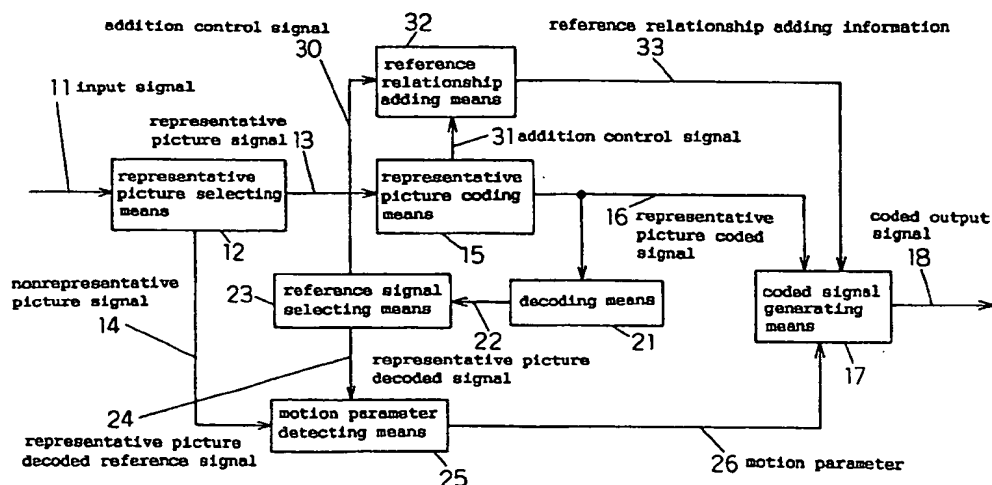 addition control signal
30
32
reference relationship adding information
33
reference
relationship
adding means
11 input signal
representative
picture signal
13
31 addition control signal
representative
picture selecting
means
12
representative
picture coding
means
15
16
representative
picture coded
signal
coded output
signal
18
nonrepresentative
picture signal
14
23
reference signal
selecting means
22
decoding means
21
coded signal
generating
means
17
24
representative picture
decoded signal
representative picture
decoded reference signal
motion parameter
detecting means
25
26 motion parameter